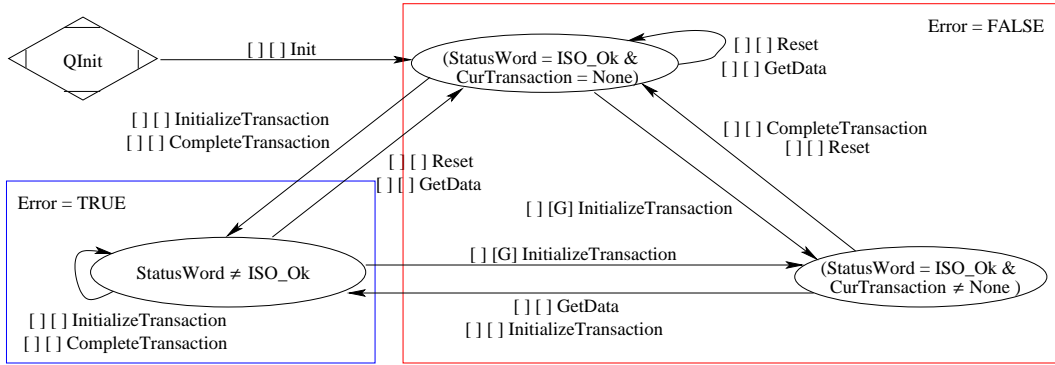 Error = FALSE
QInit
[ ] [ ] Init
(StatusWord = ISO_Ok &
CurTransaction = None)
[ ] [ ] Reset
[ ] [ ] GetData
[ ] [ ] InitializeTransaction
[ ] [ ] CompleteTransaction
[ ] [ ] CompleteTransaction
[ ] [ ] Reset
[ ] [ ] Reset
[ ] [ ] GetData
Error = TRUE
[ ] [G] InitializeTransaction
[ ] [G] InitializeTransaction
StatusWord ≠ ISO_Ok
(StatusWord = ISO_Ok &
CurTransaction ≠ None )
[ ] [ ] GetData
[ ] [ ] InitializeTransaction
[ ] [ ] InitializeTransaction
[ ] [ ] CompleteTransaction